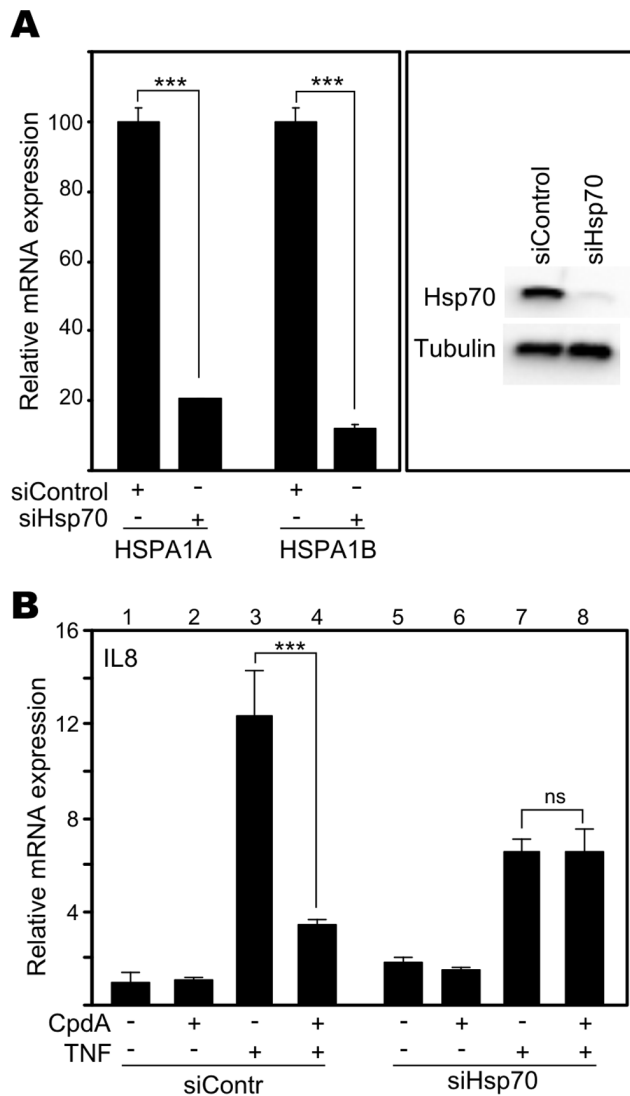 A
*** ***
Relative mRNA expression
100
80
60
40
20
siControl + - + -
siHsp70 - + - +
HSPA1A HSPA1B
siControl siHsp70
Hsp70
Tubulin
B
1 2 3 4 5 6 7 8
IL8
***
ns
Relative mRNA expression
16
12
8
4
CpdA - + - + - + - +
TNF - - + + - - + +
siContr siHsp70